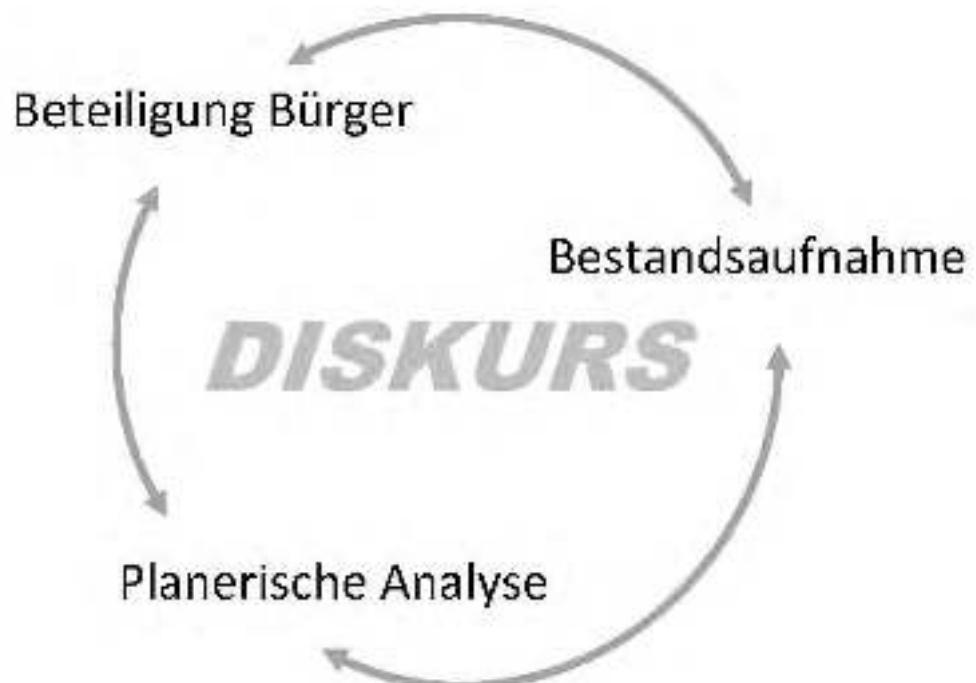 Beteiligung Bürger
Bestandsaufnahme
DISKURS
Planerische Analyse